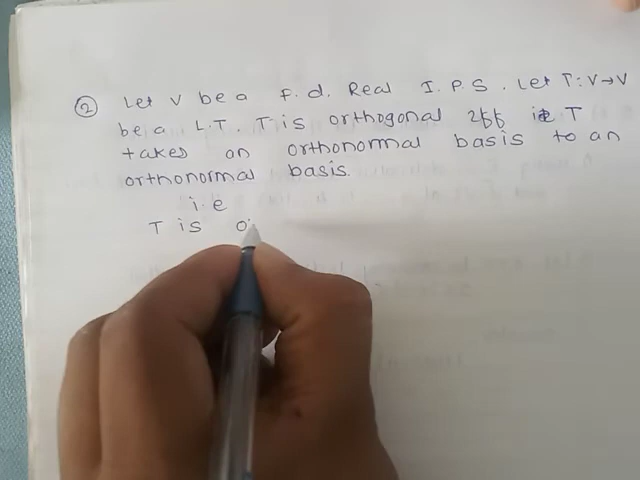 ② Let V be a f.d. Real I.P.S. Let T: V→V
be a L.T. T is orthogonal iff T
takes an orthonormal basis to an
orthonormal basis.
i.e
T is o